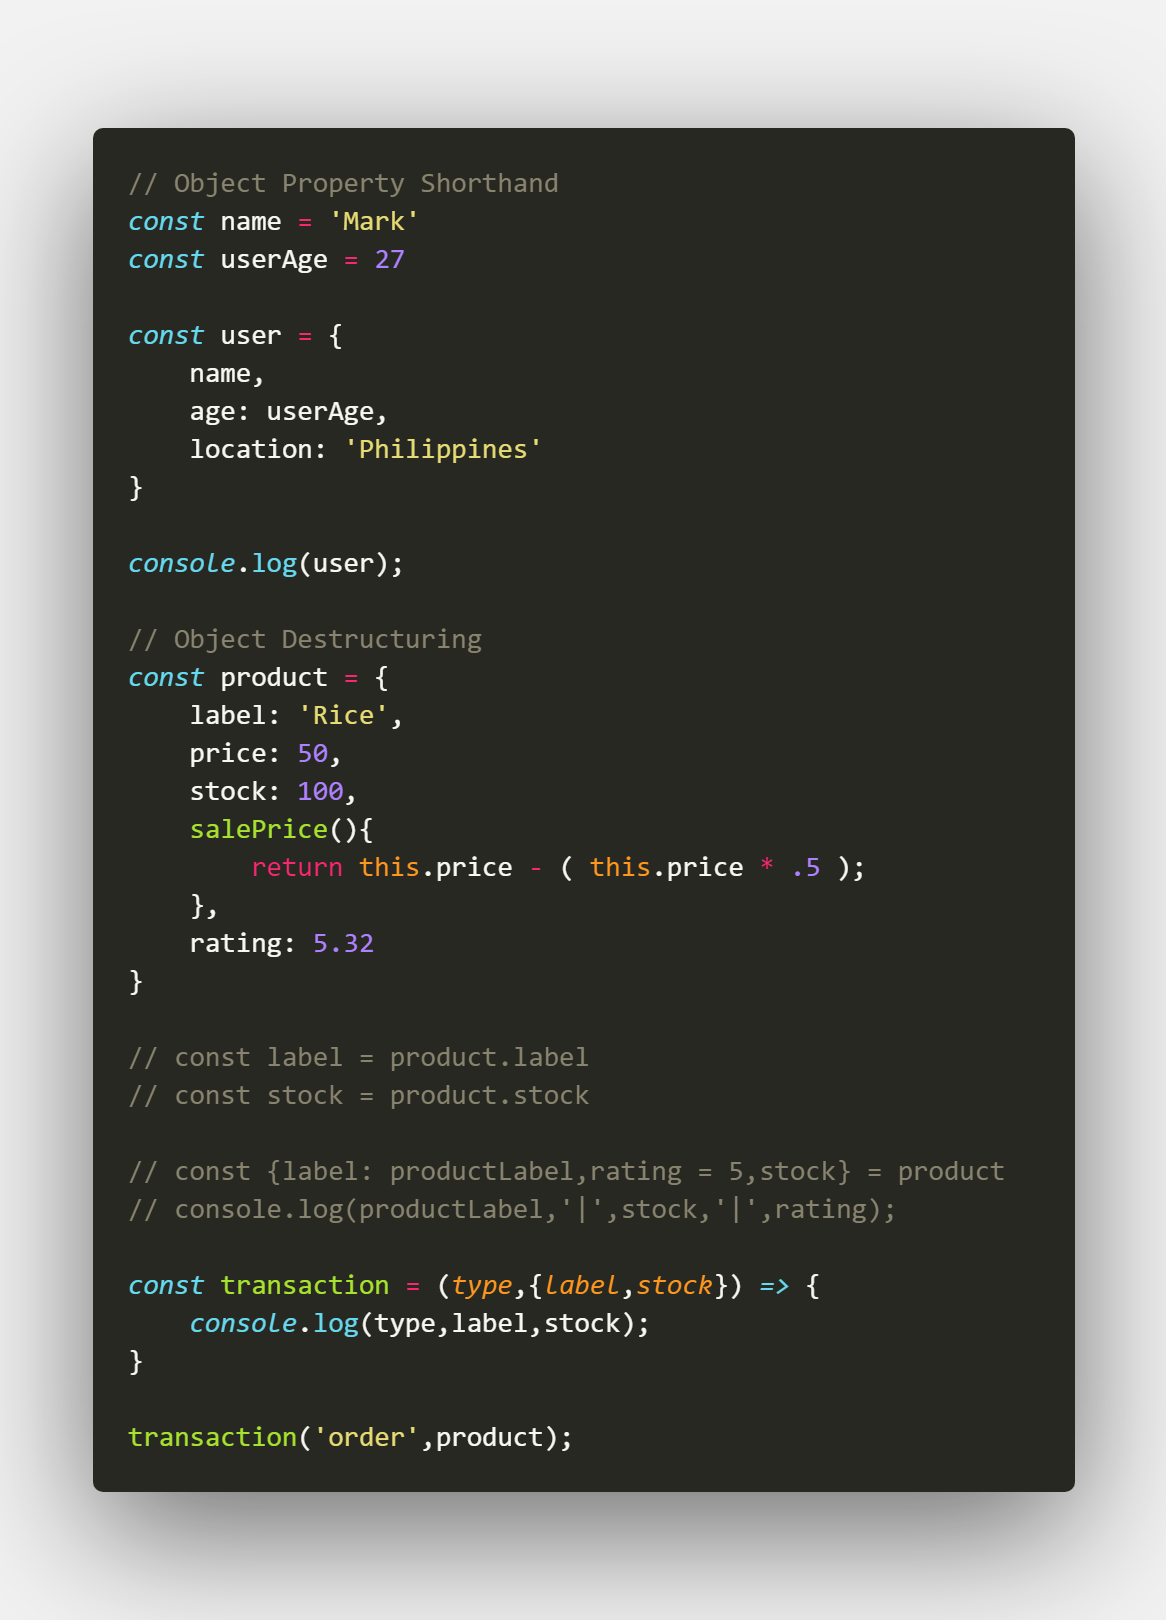 // Object Property Shorthand
const name = 'Mark'
const userAge = 27
const user = {
    name,
    age: userAge,
    location: 'Philippines'
}
console.log(user);
// Object Destructuring
const product = {
    label: 'Rice',
    price: 50,
    stock: 100,
    salePrice(){
        return this.price - ( this.price * .5 );
    },
    rating: 5.32
}
// const label = product.label
// const stock = product.stock
// const {label: productLabel,rating = 5,stock} = product
// console.log(productLabel,'|',stock,'|',rating);
const transaction = (type,{label,stock}) => {
    console.log(type,label,stock);
}
transaction('order',product);